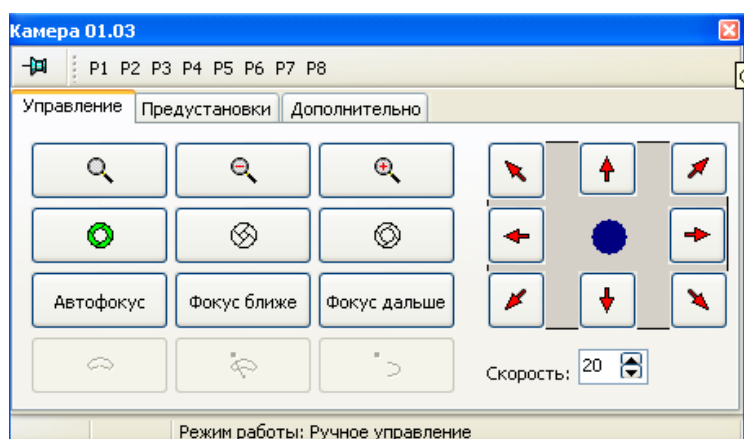 Камера 01.03
P1 P2 P3 P4 P5 P6 P7 P8
Управление Предустановки Дополнительно
Автофокус Фокус ближе Фокус дальше
Скорость: 20
Режим работы: Ручное управление